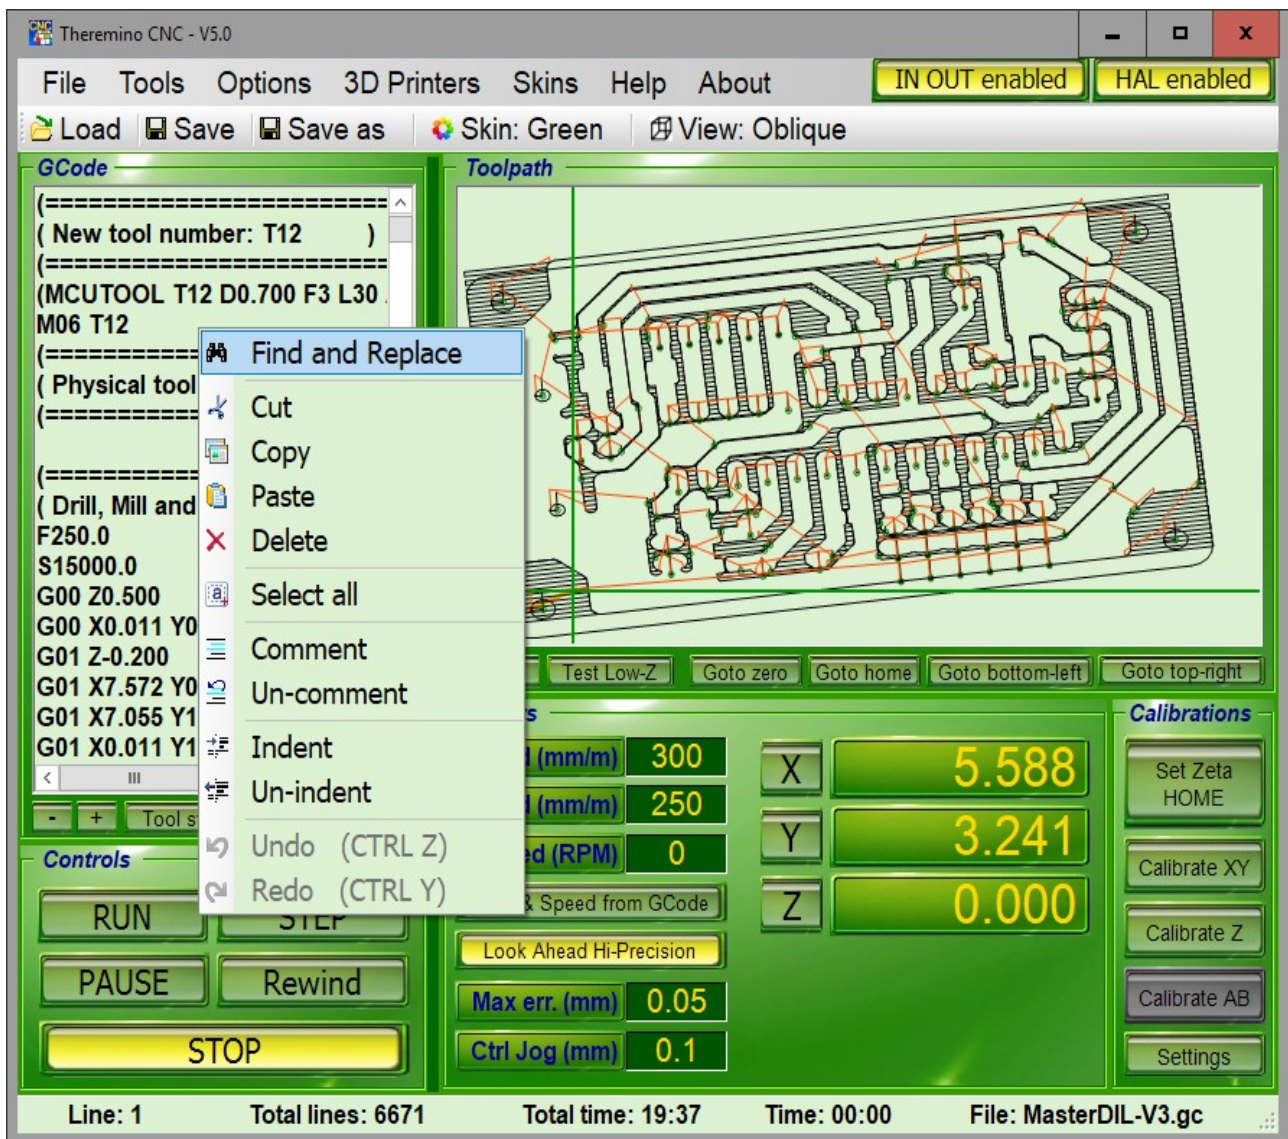 Theremino CNC - V5.0
File Tools Options 3D Printers Skins Help About IN OUT enabled HAL enabled
Load Save Save as Skin: Green View: Oblique
GCode
(=========================
( New tool number: T12 )
(=========================
(MCUTOOL T12 D0.700 F3 L30
M06 T12
(===========
( Physical tool
(===========
(===========
( Drill, Mill and
F250.0
S15000.0
G00 Z0.500
G00 X0.011 Y0
G01 Z-0.200
G01 X7.572 Y0
G01 X7.055 Y1
G01 X0.011 Y1
- + Tool s
Find and Replace
Cut
Copy
Paste
Delete
Select all
Comment
Un-comment
Indent
Un-indent
Undo (CTRL Z)
Redo (CTRL Y)
Toolpath
Test Low-Z Goto zero Goto home Goto bottom-left Goto top-right
Controls
RUN STEP
PAUSE Rewind
STOP
s
d (mm/m) 300
d (mm/m) 250
ed (RPM) 0
& Speed from GCode
Look Ahead Hi-Precision
Max err. (mm) 0.05
Ctrl Jog (mm) 0.1
X 5.588
Y 3.241
Z 0.000
Calibrations
Set Zeta
HOME
Calibrate XY
Calibrate Z
Calibrate AB
Settings
Line: 1 Total lines: 6671 Total time: 19:37 Time: 00:00 File: MasterDIL-V3.gc